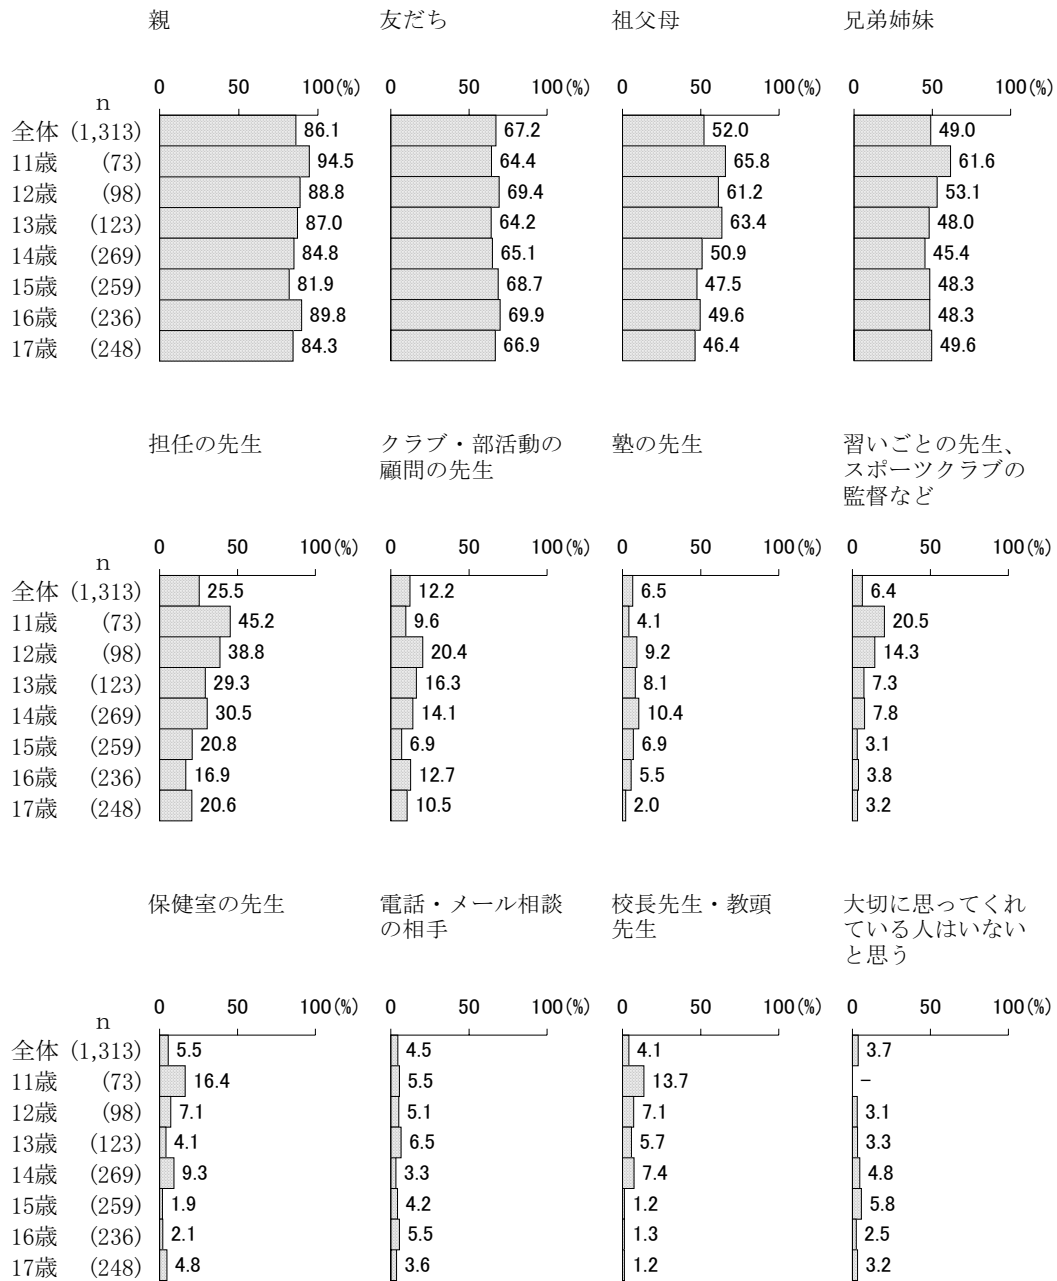 親 友だち 祖父母 兄弟姉妹
0 50 100(%) 0 50 100(%) 0 50 100(%) 0 50 100(%)
n
全体 (1,313) 86.1 67.2 52.0 49.0
11歳 (73) 94.5 64.4 65.8 61.6
12歳 (98) 88.8 69.4 61.2 53.1
13歳 (123) 87.0 64.2 63.4 48.0
14歳 (269) 84.8 65.1 50.9 45.4
15歳 (259) 81.9 68.7 47.5 48.3
16歳 (236) 89.8 69.9 49.6 48.3
17歳 (248) 84.3 66.9 46.4 49.6
担任の先生 クラブ・部活動の 塾の先生 習いごとの先生、
顧問の先生 スポーツクラブの
監督など
0 50 100(%) 0 50 100(%) 0 50 100(%) 0 50 100(%)
n
全体 (1,313) 25.5 12.2 6.5 6.4
11歳 (73) 45.2 9.6 4.1 20.5
12歳 (98) 38.8 20.4 9.2 14.3
13歳 (123) 29.3 16.3 8.1 7.3
14歳 (269) 30.5 14.1 10.4 7.8
15歳 (259) 20.8 6.9 6.9 3.1
16歳 (236) 16.9 12.7 5.5 3.8
17歳 (248) 20.6 10.5 2.0 3.2
保健室の先生 電話・メール相談 校長先生・教頭 大切に思ってくれ
の相手 先生 ている人はいない
と思う
0 50 100(%) 0 50 100(%) 0 50 100(%) 0 50 100(%)
n
全体 (1,313) 5.5 4.5 4.1 3.7
11歳 (73) 16.4 5.5 13.7 -
12歳 (98) 7.1 5.1 7.1 3.1
13歳 (123) 4.1 6.5 5.7 3.3
14歳 (269) 9.3 3.3 7.4 4.8
15歳 (259) 1.9 4.2 1.2 5.8
16歳 (236) 2.1 5.5 1.3 2.5
17歳 (248) 4.8 3.6 1.2 3.2